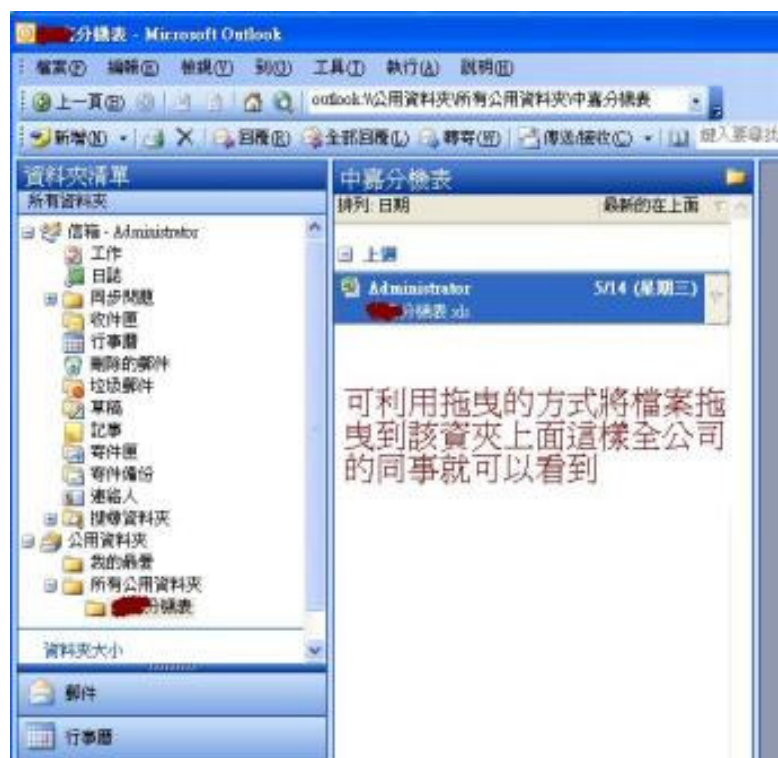 分機表 - Microsoft Outlook
檔案(F) 編輯(E) 檢視(V) 到(O) 工具(T) 執行(A) 說明(H)
上一頁(B) outlook:\\公用資料夾\所有公用資料夾\中嘉分機表
新增(N) 回覆(R) 全部回覆(L) 轉寄(W) 傳送/接收(C) 鍵入要尋找
資料夾清單
所有資料夾
信箱 - Administrator
工作
日誌
同步問題
收件匣
行事曆
刪除的郵件
垃圾郵件
草稿
記事
寄件匣
寄件備份
連絡人
搜尋資料夾
公用資料夾
我的最愛
所有公用資料夾
分機表
資料夾大小
郵件
行事曆
中嘉分機表
排列: 日期 最新的在上面
上週
Administrator 5/14 (星期三)
分機表.xls
可利用拖曳的方式將檔案拖
曳到該資夾上面這樣全公司
的同事就可以看到